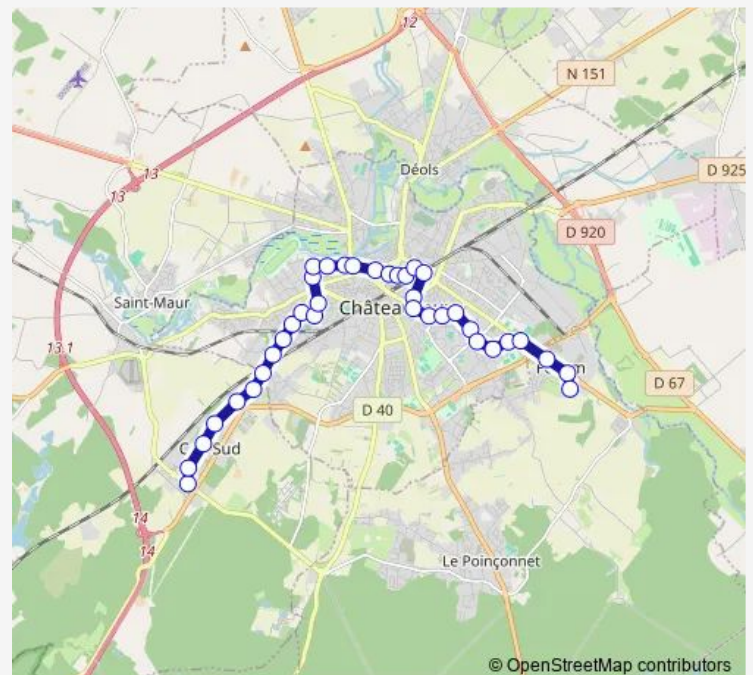 12
N 151
Déols
D 925
13
13
D 920
Saint-Maur
Châtea
13.1
D 67
D 40
Sud
14
14
Le Poinçonnet
© OpenStreetMap contributors